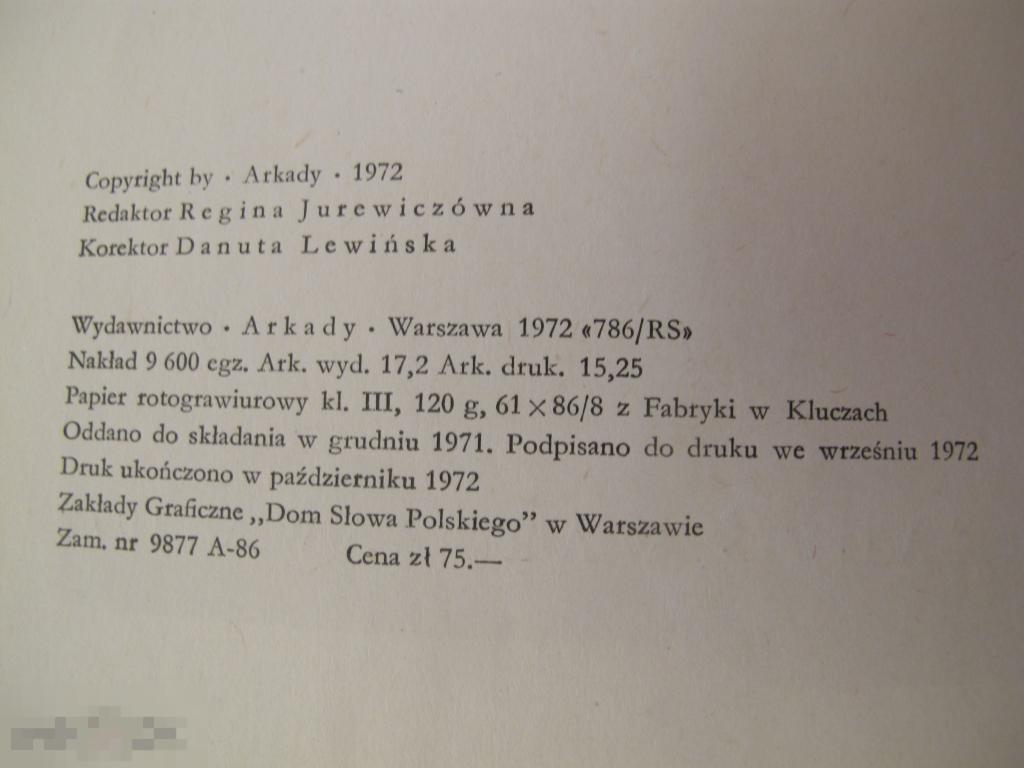 Copyright by · Arkady · 1972
Redaktor Regina Jurewiczówna
Korektor Danuta Lewińska
Wydawnictwo · Arkady · Warszawa 1972 «786/RS»
Nakład 9 600 egz. Ark. wyd. 17,2 Ark. druk. 15,25
Papier rotograwiurowy kl. III, 120 g, 61 × 86/8 z Fabryki w Kluczach
Oddano do składania w grudniu 1971. Podpisano do druku we wrześniu 1972
Druk ukończono w październiku 1972
Zakłady Graficzne „Dom Słowa Polskiego” w Warszawie
Zam. nr 9877 A-86 Cena zł 75.—